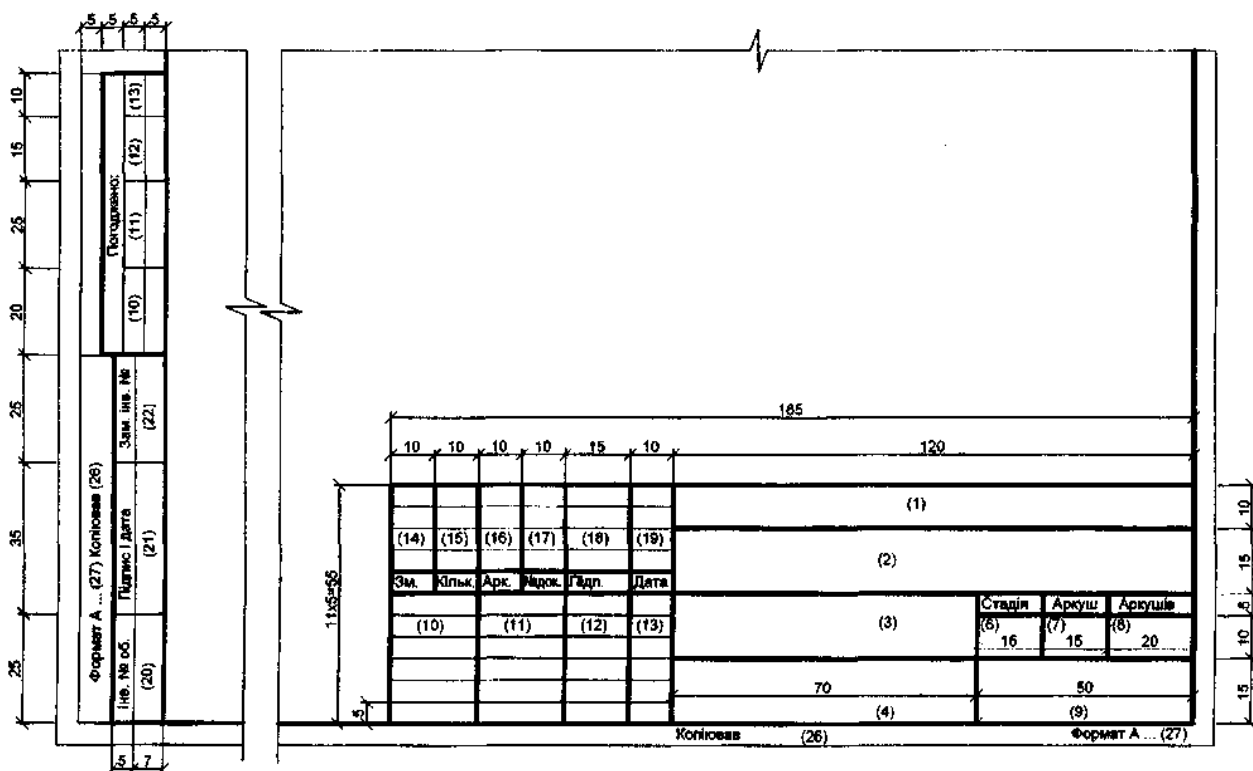 5 5 5 5
10 15 25 20 25 35 25
(13)
(12)
(11)
(10)
Погоджено:
Зам. інв. №
(22)
Підпис і дата
(21)
Інв. № об.
(20)
Формат А ... (27) Копіював (26)
5 7
185
10 10 10 10 15 10 120
(1)
(14) (15) (16) (17) (18) (19)
(2)
Зм. Кільк. Арк. №док. Підп. Дата
Стадія Аркуш Аркушів
(10) (11) (12) (13)
(3)
(6) (7) (8)
16 15 20
70 50
(4) (9)
11х5=55
5
10 15 5 10 15
Копіював (26) Формат А ... (27)